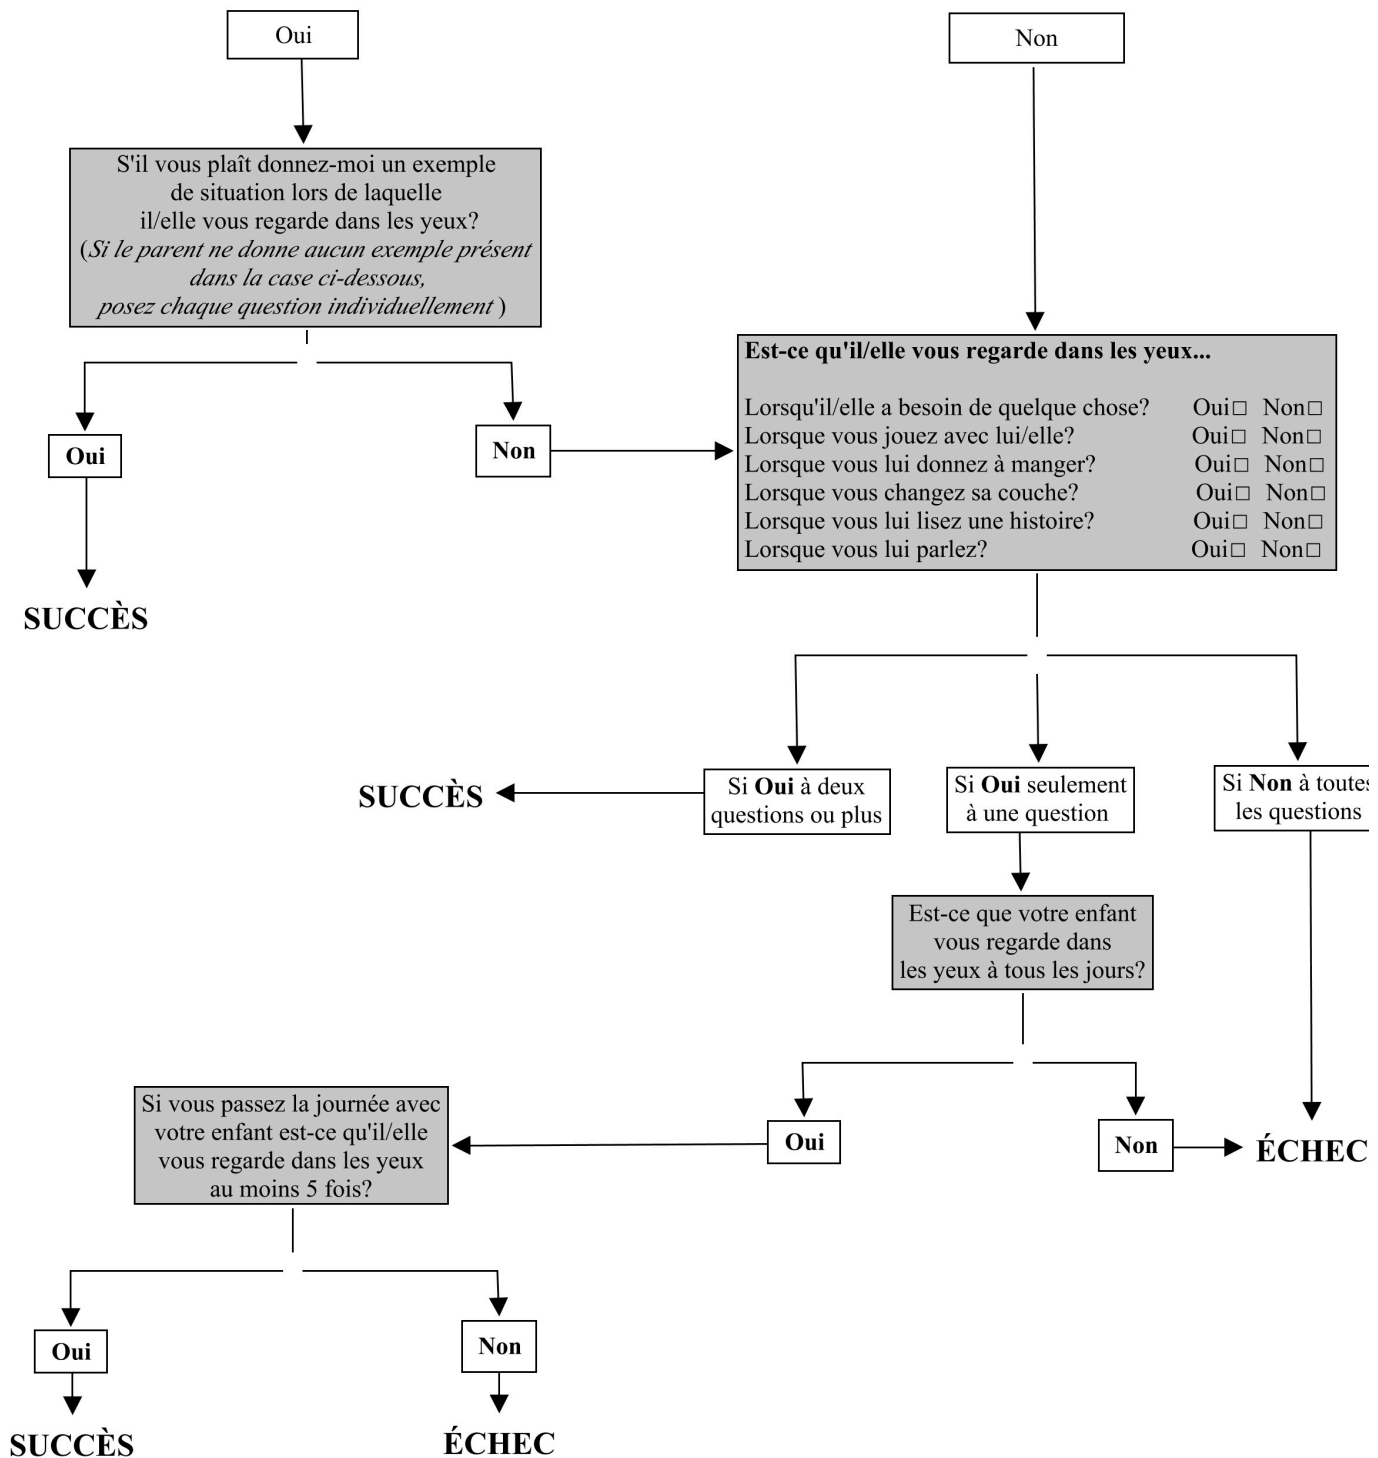 Oui
Non
S'il vous plaît donnez-moi un exemple
de situation lors de laquelle
il/elle vous regarde dans les yeux?
(Si le parent ne donne aucun exemple présent
dans la case ci-dessous,
posez chaque question individuellement )
Oui
Non
SUCCÈS
Est-ce qu'il/elle vous regarde dans les yeux...
Lorsqu'il/elle a besoin de quelque chose? Oui□ Non□
Lorsque vous jouez avec lui/elle? Oui□ Non□
Lorsque vous lui donnez à manger? Oui□ Non□
Lorsque vous changez sa couche? Oui□ Non□
Lorsque vous lui lisez une histoire? Oui□ Non□
Lorsque vous lui parlez? Oui□ Non□
SUCCÈS
Si Oui à deux
questions ou plus
Si Oui seulement
à une question
Si Non à toutes
les questions
Est-ce que votre enfant
vous regarde dans
les yeux à tous les jours?
Oui
Non
ÉCHEC
Si vous passez la journée avec
votre enfant est-ce qu'il/elle
vous regarde dans les yeux
au moins 5 fois?
Oui
Non
SUCCÈS
ÉCHEC